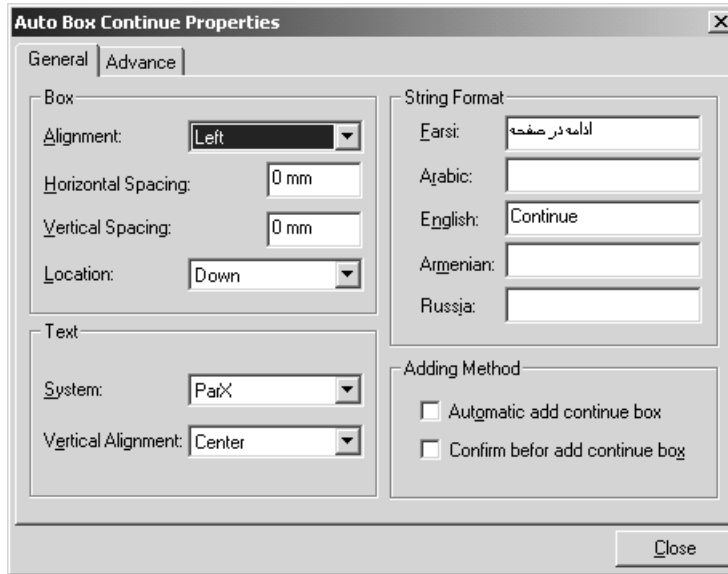 Auto Box Continue Properties
General
Advance
Box
Alignment:
Left
Horizontal Spacing:
0 mm
Vertical Spacing:
0 mm
Location:
Down
Text
System:
ParX
Vertical Alignment:
Center
String Format
Farsi:
ادامه در صفحه
Arabic:
English:
Continue
Armenian:
Russia:
Adding Method
Automatic add continue box
Confirm befor add continue box
Close